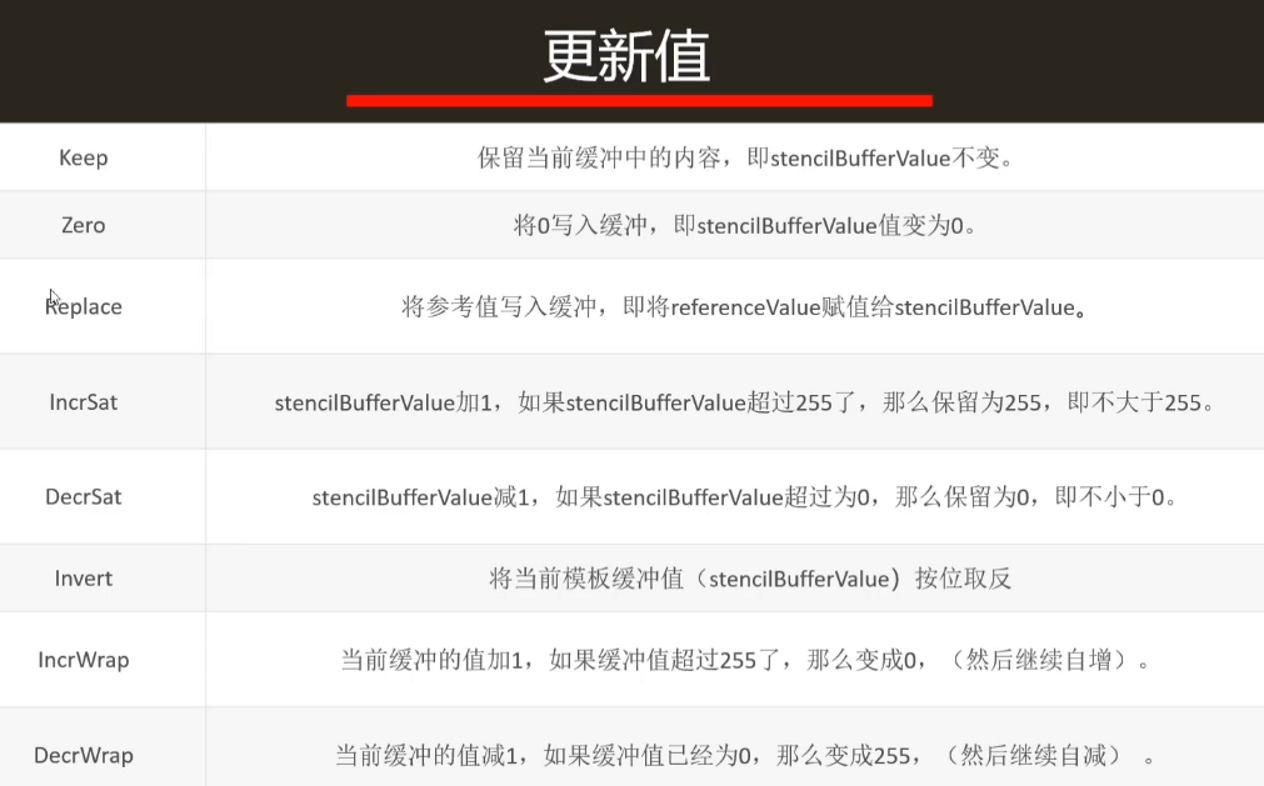 更新值
Keep
保留当前缓冲中的内容，即stencilBufferValue不变。
Zero
将0写入缓冲，即stencilBufferValue值变为0。
Replace
将参考值写入缓冲，即将referenceValue赋值给stencilBufferValue。
IncrSat
stencilBufferValue加1，如果stencilBufferValue超过255了，那么保留为255，即不大于255。
DecrSat
stencilBufferValue减1，如果stencilBufferValue超过为0，那么保留为0，即不小于0。
Invert
将当前模板缓冲值（stencilBufferValue）按位取反
IncrWrap
当前缓冲的值加1，如果缓冲值超过255了，那么变成0，（然后继续自增）。
DecrWrap
当前缓冲的值减1，如果缓冲值已经为0，那么变成255，（然后继续自减） 。